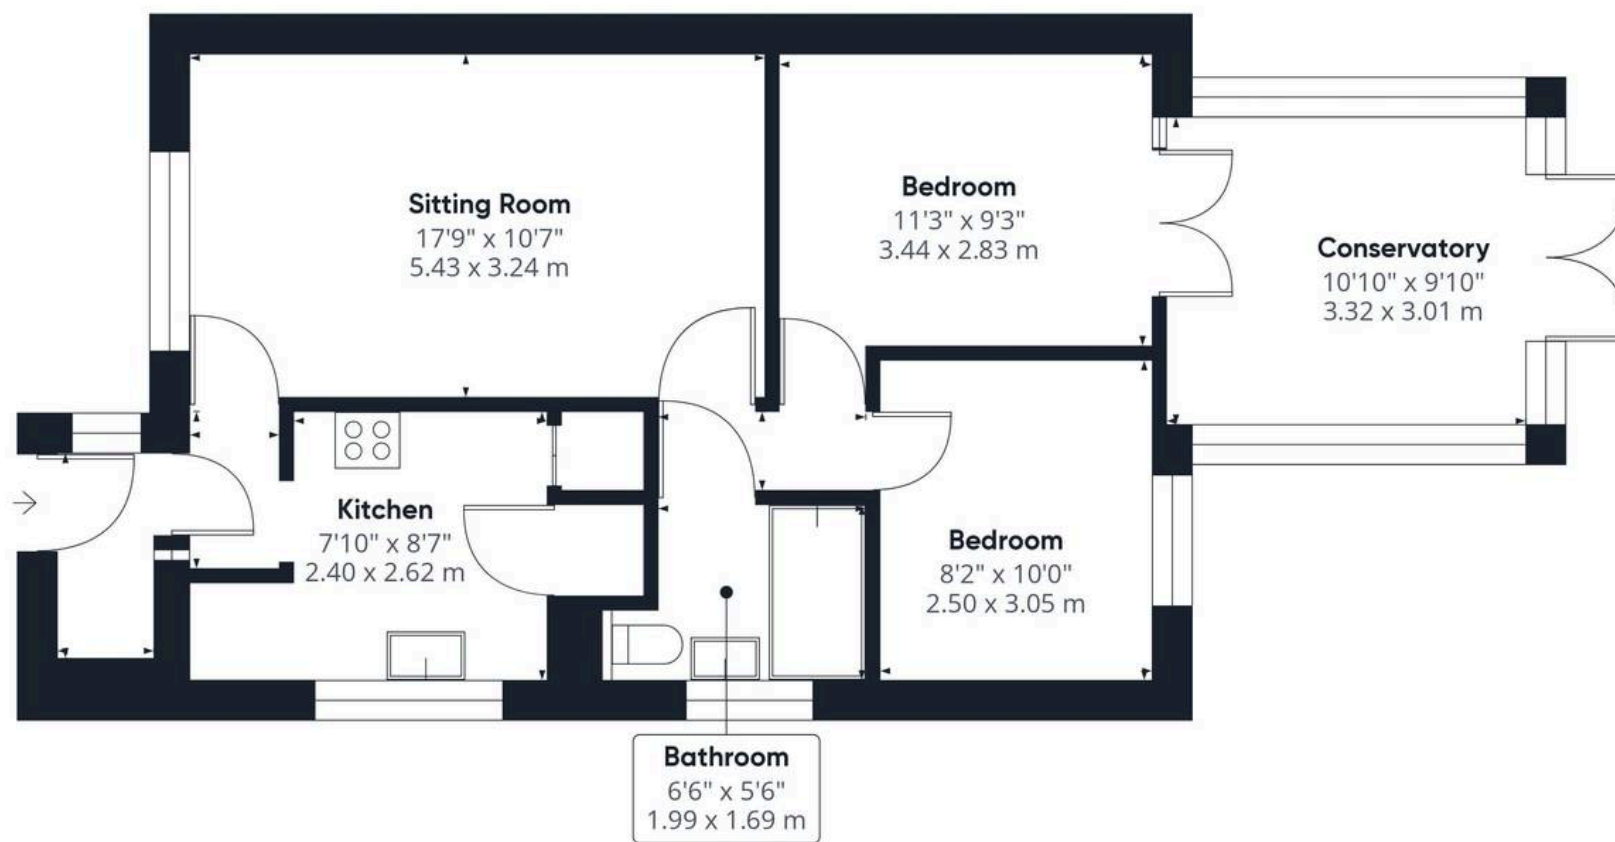 Sitting Room
17'9" x 10'7"
5.43 x 3.24 m
Bedroom
11'3" x 9'3"
3.44 x 2.83 m
Conservatory
10'10" x 9'10"
3.32 x 3.01 m
Kitchen
7'10" x 8'7"
2.40 x 2.62 m
Bedroom
8'2" x 10'0"
2.50 x 3.05 m
Bathroom
6'6" x 5'6"
1.99 x 1.69 m